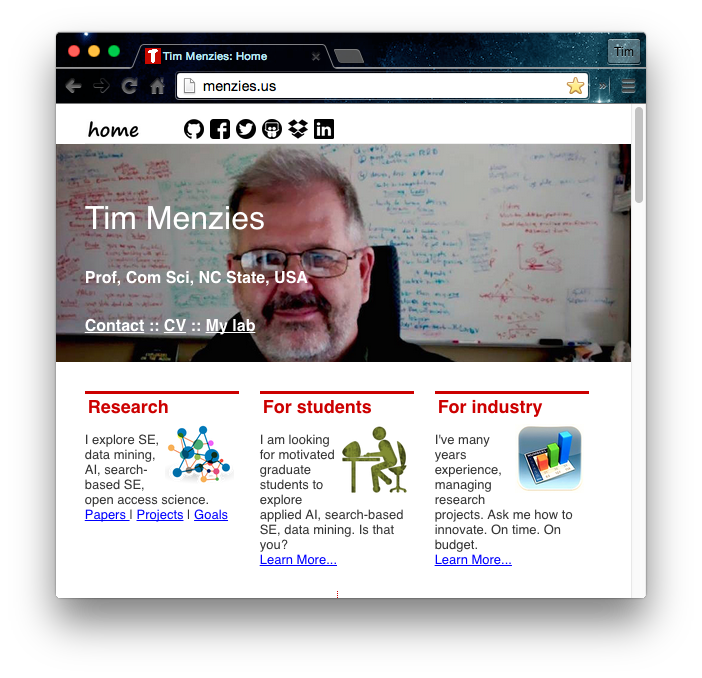 Tim Menzies: Home
Tim
menzies.us
»
home
Tim Menzies
Prof, Com Sci, NC State, USA
Contact :: CV :: My lab
Research
I explore SE,
data mining,
AI, search-
based SE,
open access science.
Papers | Projects | Goals
For students
I am looking
for motivated
graduate
students to
explore
applied AI, search-based
SE, data mining. Is that
you?
Learn More...
For industry
I've many
years
experience,
managing
research
projects. Ask me how to
innovate. On time. On
budget.
Learn More...